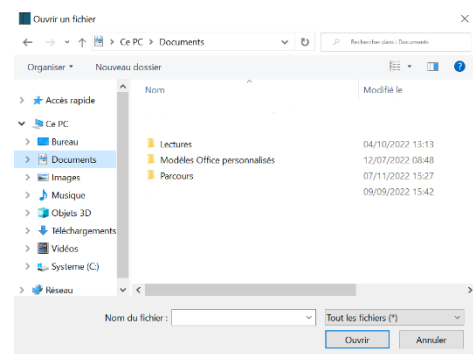 Ouvrir un fichier
Ce PC > Documents
Rechercher dans : Documents
Organiser
Nouveau dossier
Nom
Modifié le
Accès rapide
Ce PC
Bureau
Documents
Images
Musique
Objets 3D
Téléchargements
Vidéos
Systeme (C:)
Réseau
Lectures 04/10/2022 13:13
Modèles Office personnalisés 12/07/2022 08:48
Parcours 07/11/2022 15:27
09/09/2022 15:42
Nom du fichier :
Tout les fichiers (*)
Ouvrir
Annuler